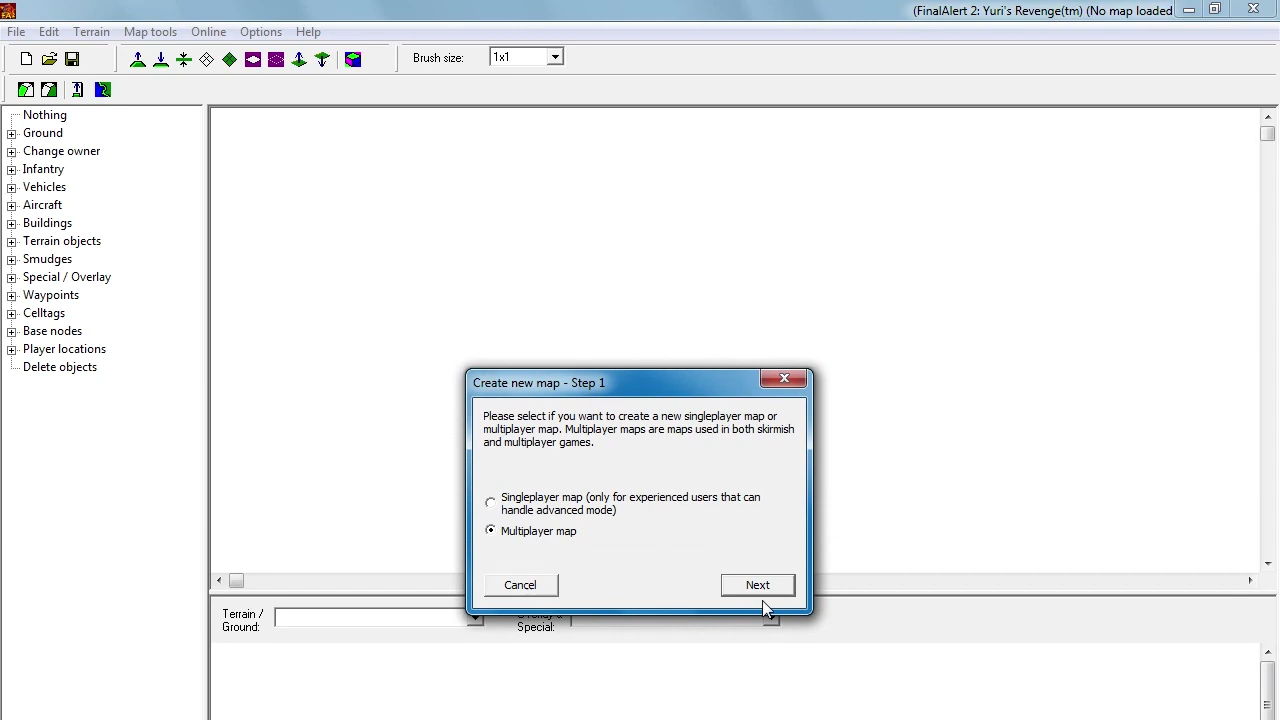 (FinalAlert 2: Yuri's Revenge(tm) (No map loaded
File Edit Terrain Map tools Online Options Help
Brush size: 1x1
Nothing
Ground
Change owner
Infantry
Vehicles
Aircraft
Buildings
Terrain objects
Smudges
Special / Overlay
Waypoints
Celltags
Base nodes
Player locations
Delete objects
Create new map - Step 1
Please select if you want to create a new singleplayer map or
multiplayer map. Multiplayer maps are maps used in both skirmish
and multiplayer games.
Singleplayer map (only for experienced users that can
handle advanced mode)
Multiplayer map
Cancel Next
Terrain /
Ground:
Special: